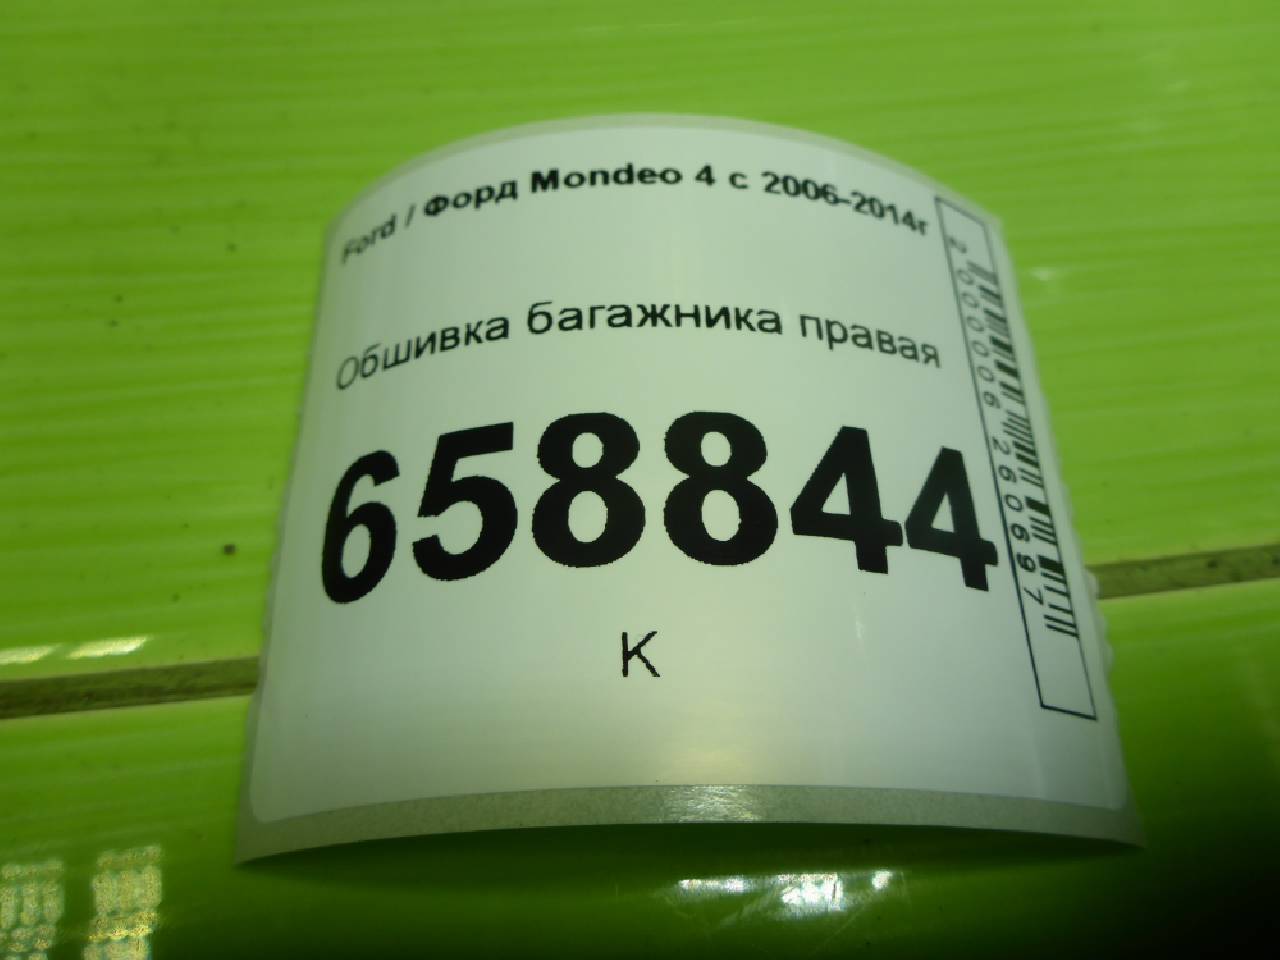 Ford / Форд Mondeo 4 с 2006-2014г
Обшивка багажника правая
658844
К
2000006260697